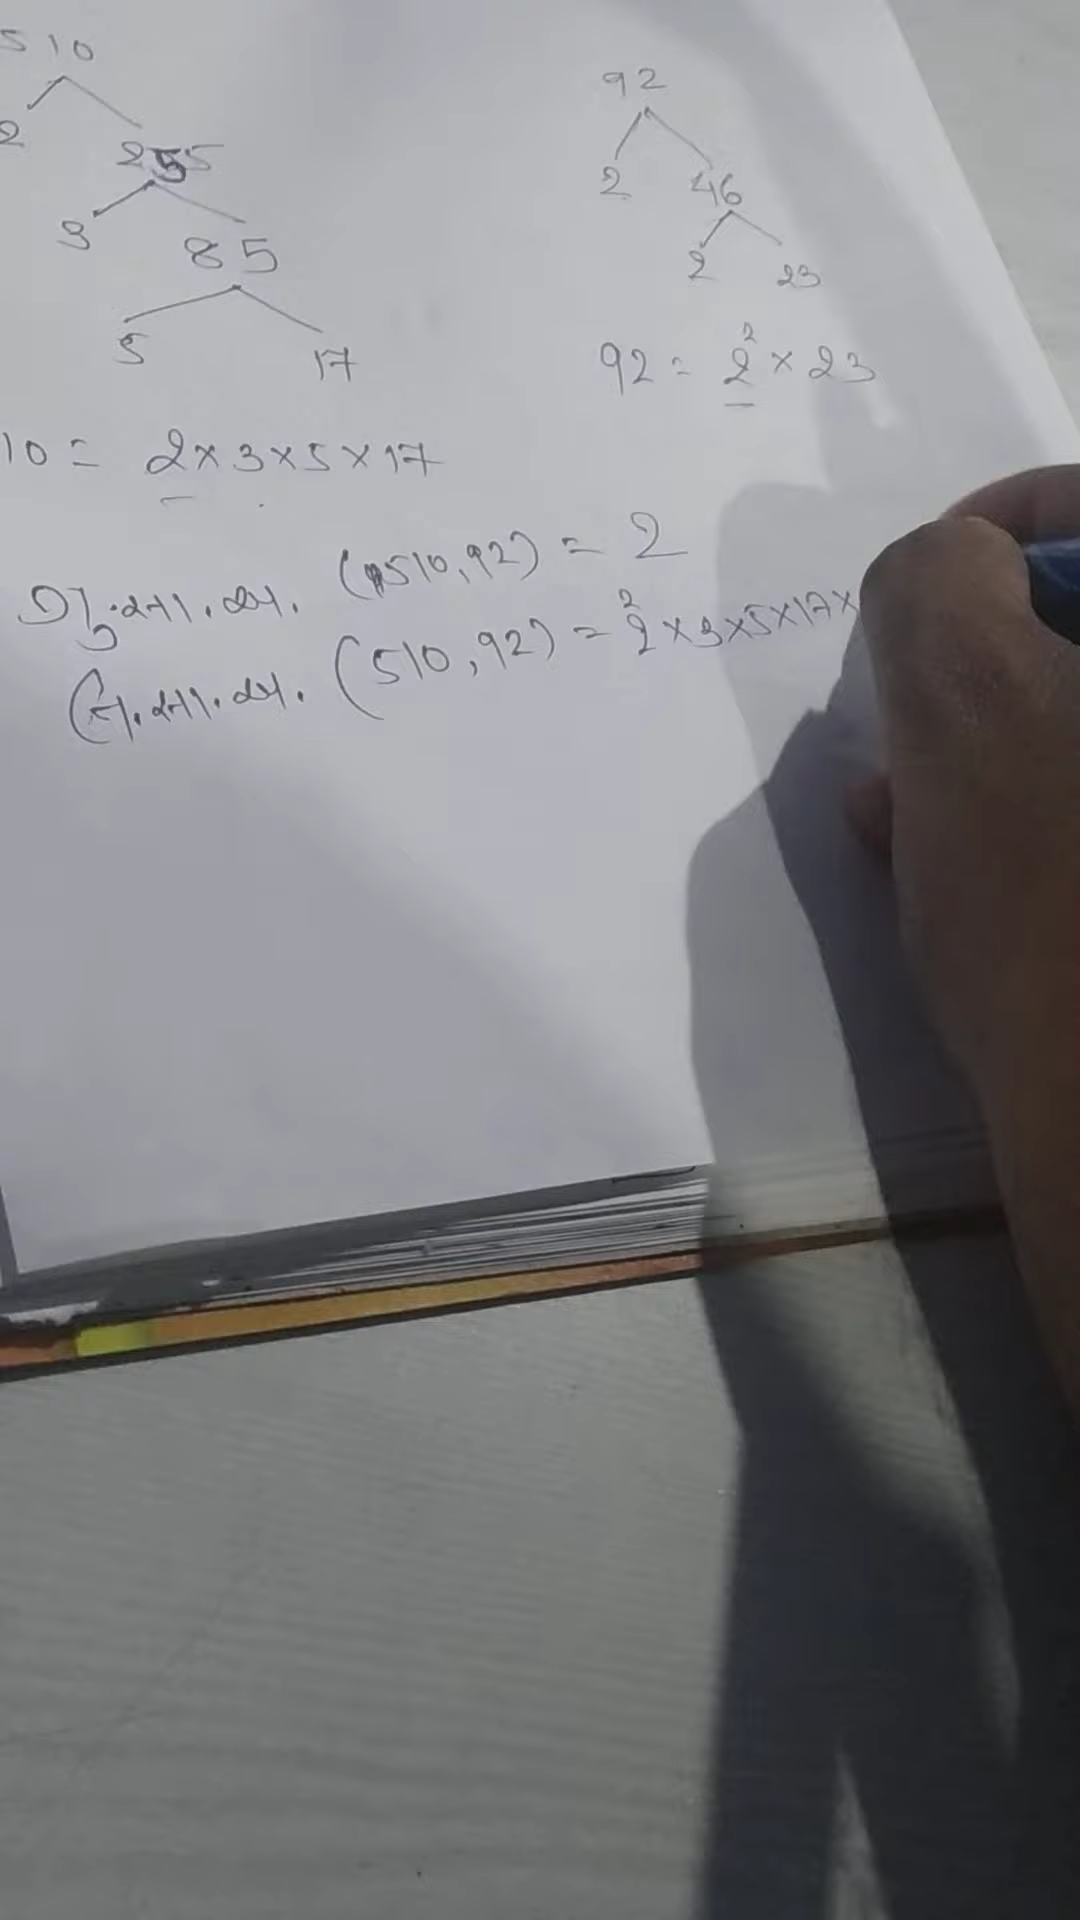 510
2 255
3 85
5 17
10 = 2×3×5×17
92
2 46
2 23
92 = 2² × 23
ગુ.સા.અ. (510,92) = 2
લ.સા.અ. (510,92) = 2²×3×5×17×